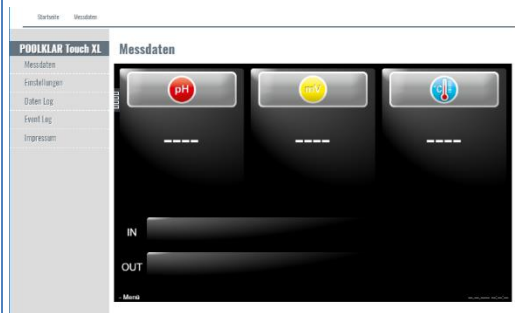 Startseite Messdaten
POOLKLAR Touch XL
Messdaten
Einstellungen
Daten Log
Event Log
Impressum
Messdaten
pH
mV
°C
----
----
----
IN
OUT
- Menü